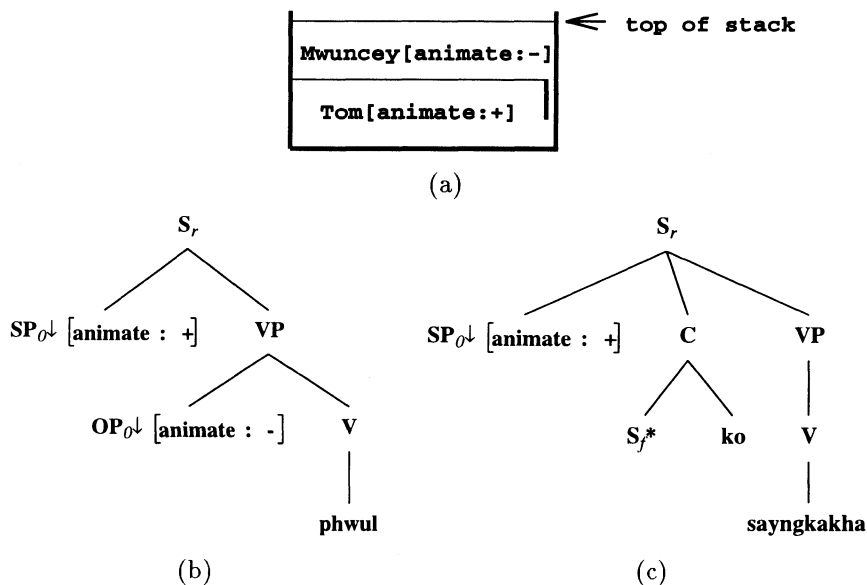 top of stack
Mwuncey[animate:-]
Tom[animate:+]
(a)
S_r
SP_0↓ [animate : +] VP
OP_0↓ [animate : -] V
phwul
(b)
S_r
SP_0↓ [animate : +] C VP
S_f* ko V
sayngkakha
(c)